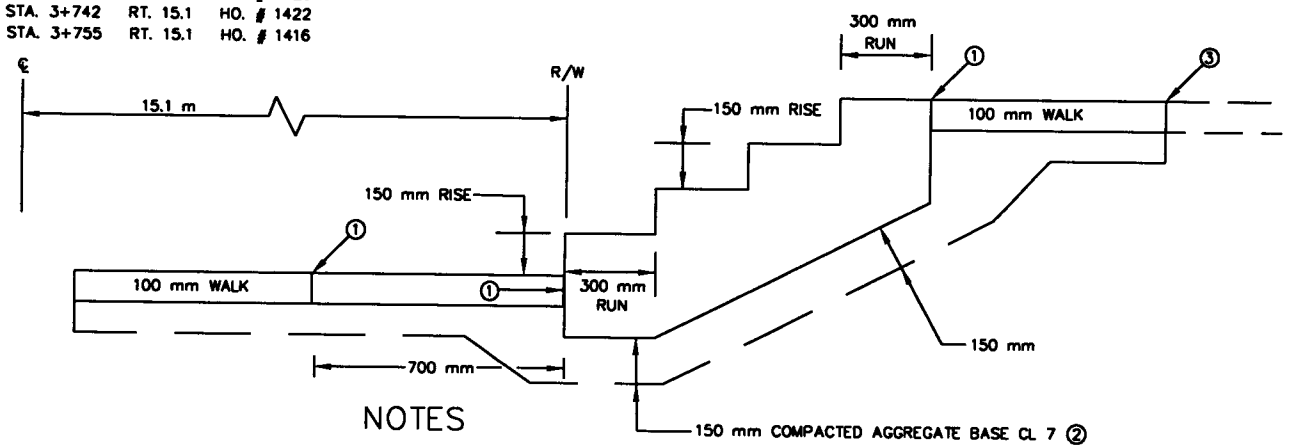 STA. 3+742 RT. 15.1 HO. # 1422
STA. 3+755 RT. 15.1 HO. # 1416
300 mm
RUN
①
③
℄
R/W
15.1 m
150 mm RISE
100 mm WALK
150 mm RISE
①
100 mm WALK
①
300 mm
RUN
150 mm
700 mm
NOTES
150 mm COMPACTED AGGREGATE BASE CL 7 ②